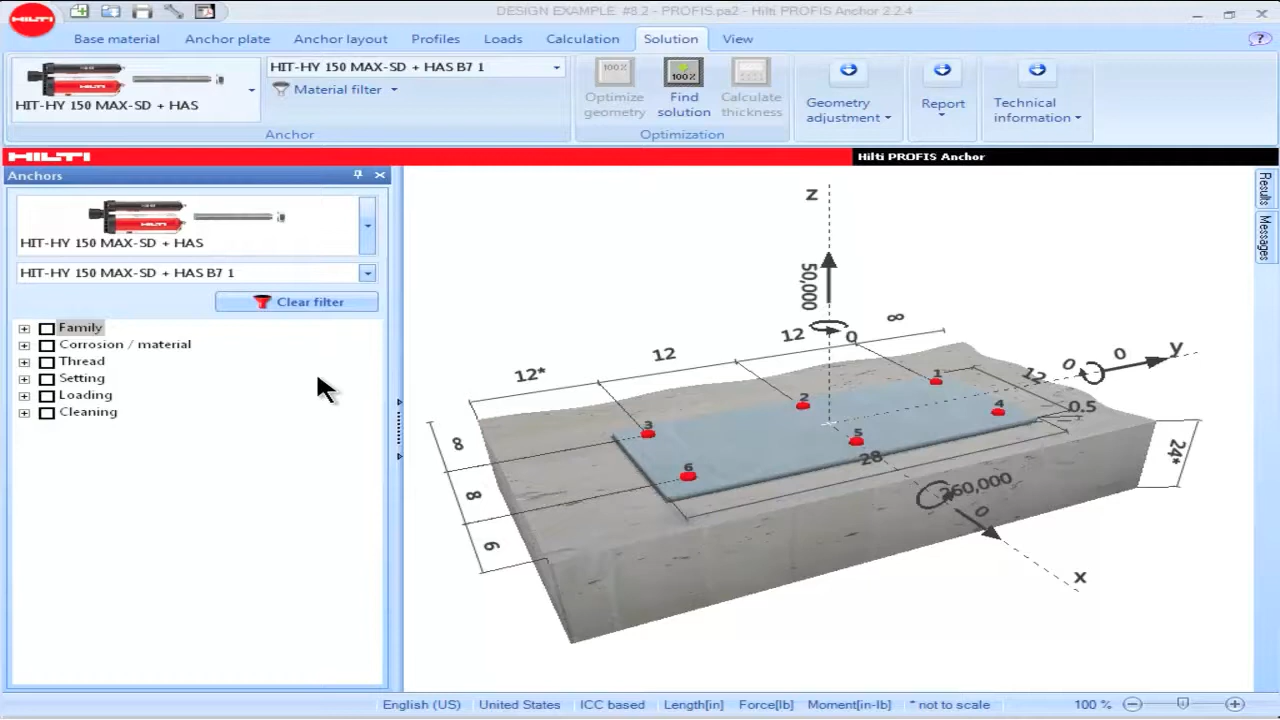 DESIGN EXAMPLE #8.2 - PROFIS.pa2 - Hilti PROFIS Anchor 2.2.4
HILTI
Base material
Anchor plate
Anchor layout
Profiles
Loads
Calculation
Solution
View
HIT-HY 150 MAX-SD + HAS
HIT-HY 150 MAX-SD + HAS B7 1
Material filter
Anchor
100%
Optimize
geometry
100%
Find
solution
Calculate
thickness
Optimization
Geometry
adjustment
Report
Technical
information
HILTI
Hilti PROFIS Anchor
Anchors
HIT-HY 150 MAX-SD + HAS
HIT-HY 150 MAX-SD + HAS B7 1
Clear filter
Family
Corrosion / material
Thread
Setting
Loading
Cleaning
Results
Messages
Z
50,000
0
∞
12
12
12*
y
0
0
12
0.5
1
2
3
4
5
6
8
8
6
28
24*
260,000
0
x
English (US)
United States
ICC based
Length[in]
Force[lb]
Moment[in-lb]
* not to scale
100 %